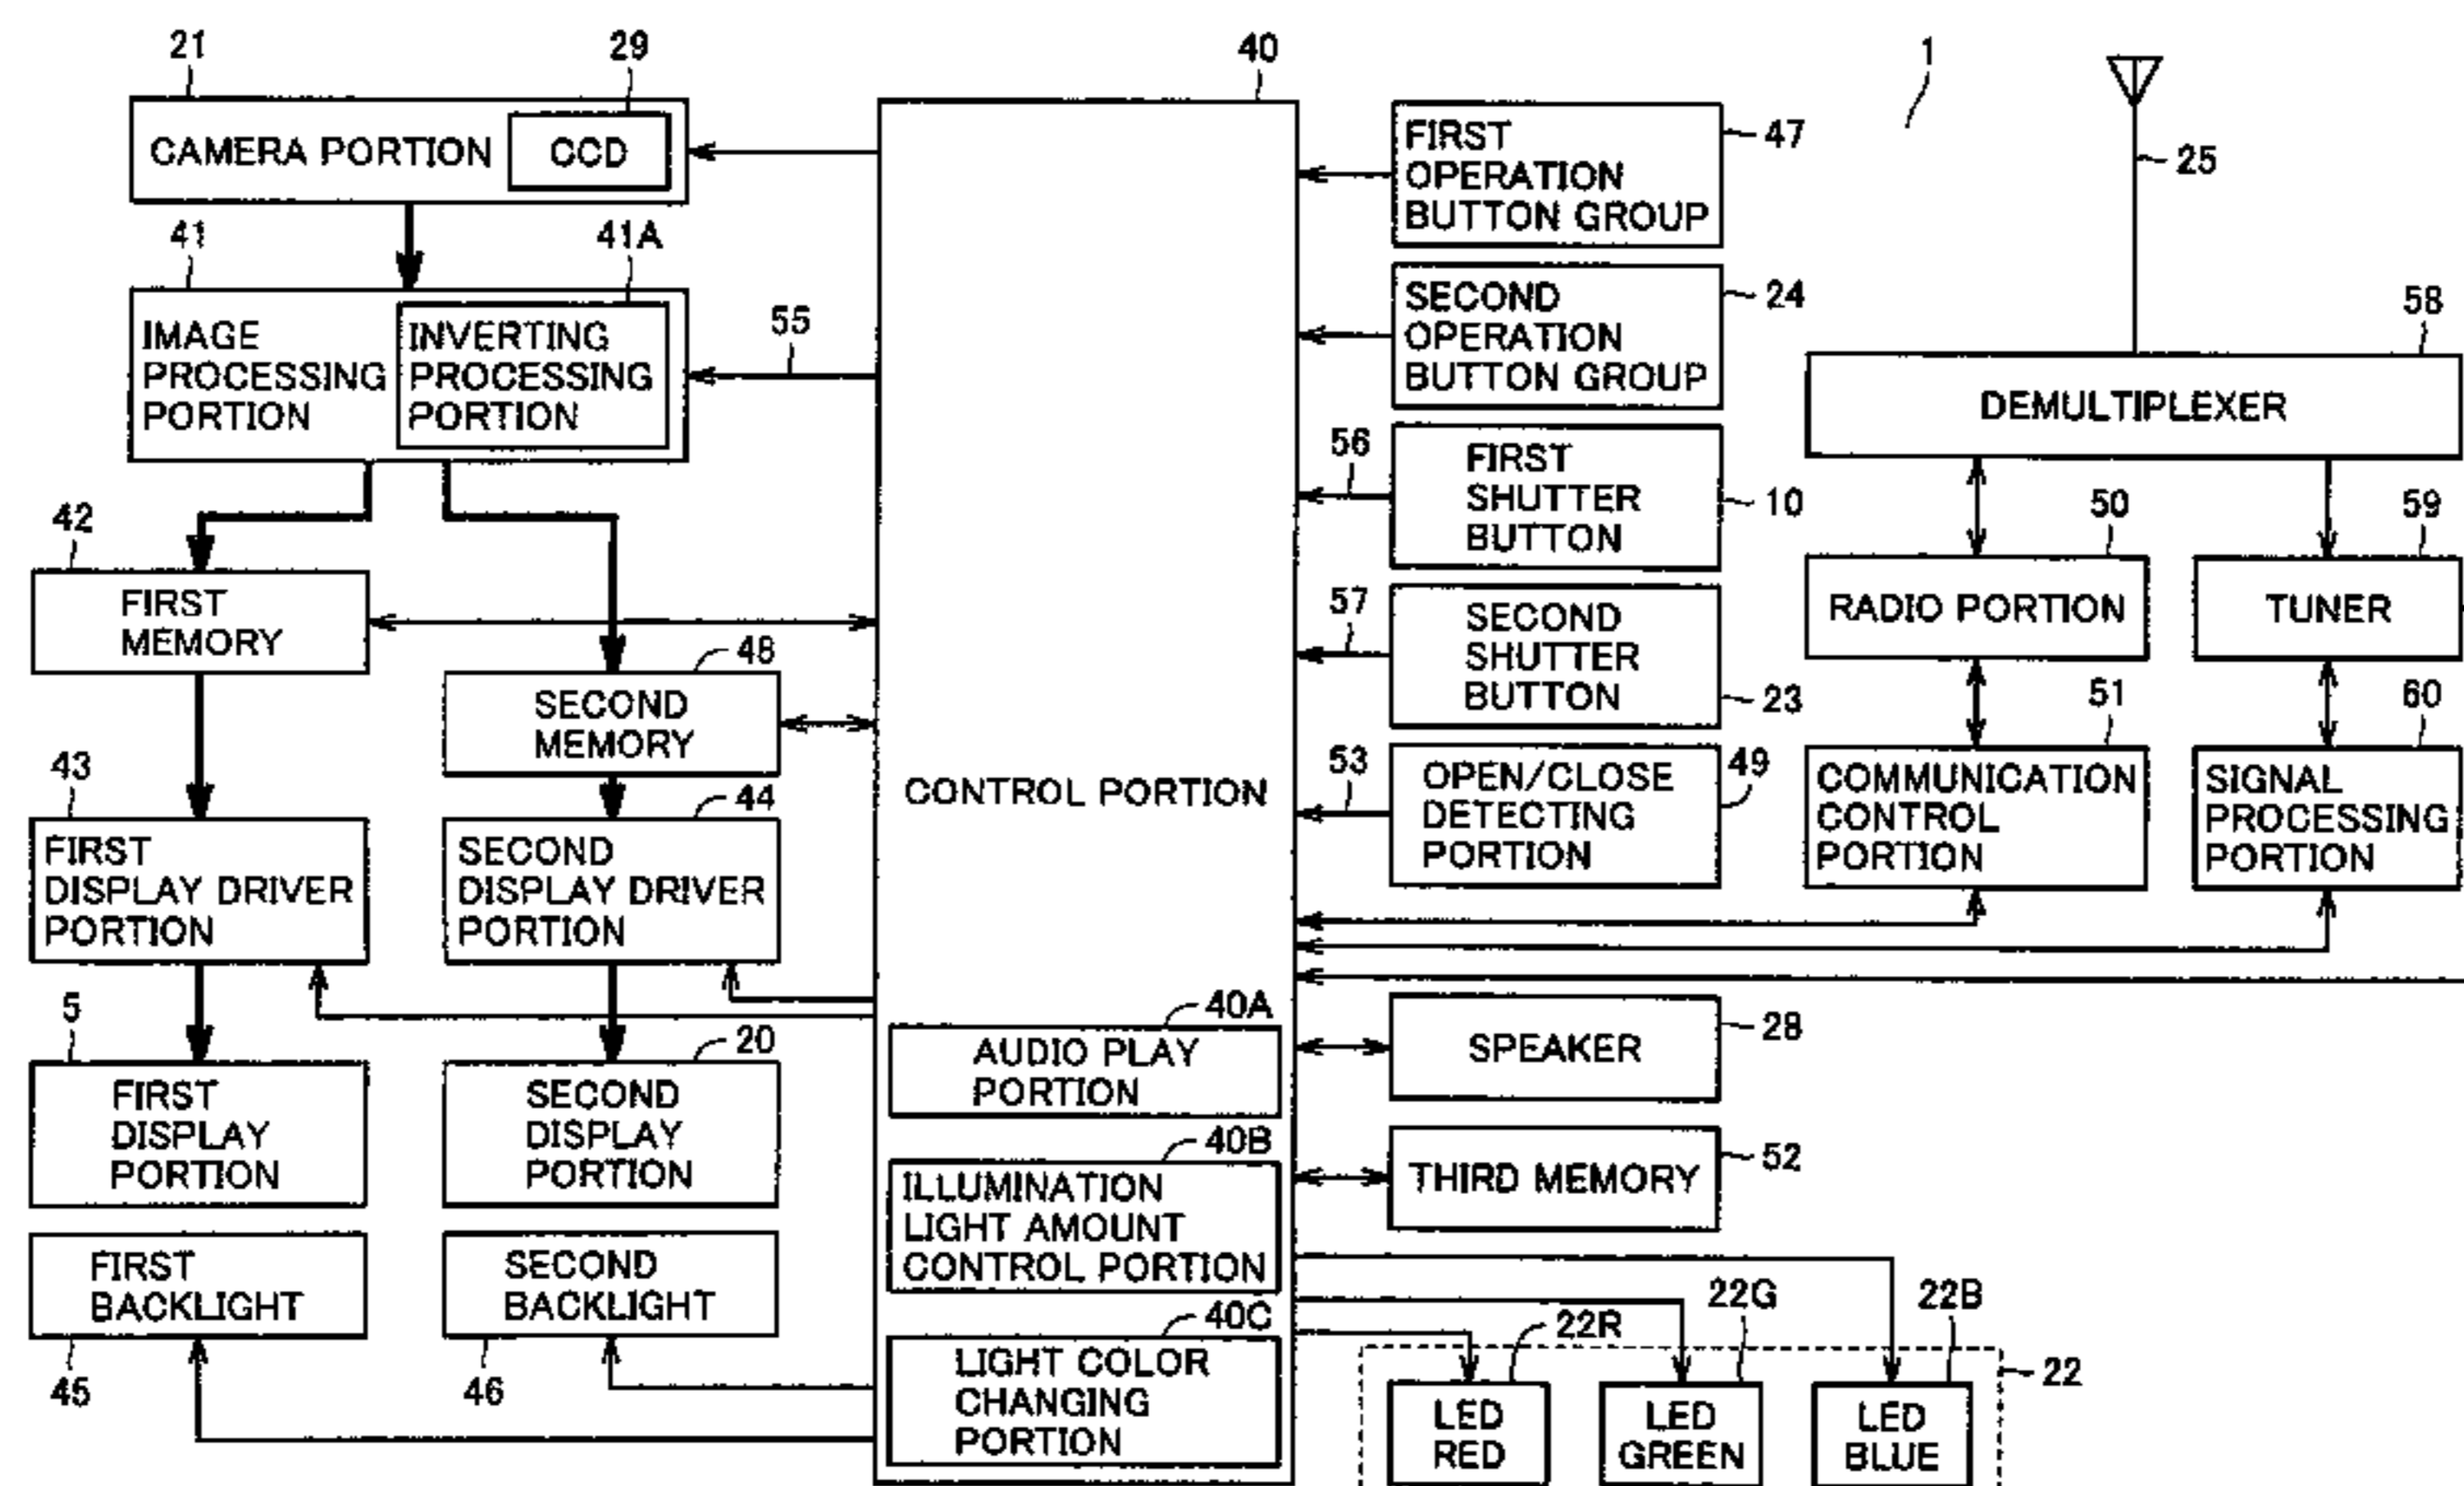 21
29
40
1
CAMERA PORTION
CCD
FIRST
OPERATION
BUTTON GROUP
47
25
41
41A
IMAGE
PROCESSING
PORTION
INVERTING
PROCESSING
PORTION
55
SECOND
OPERATION
BUTTON GROUP
24
58
DEMULTIPLEXER
56
FIRST
SHUTTER
BUTTON
10
42
FIRST
MEMORY
50
59
RADIO PORTION
TUNER
57
SECOND
SHUTTER
BUTTON
23
48
SECOND
MEMORY
51
60
43
44
FIRST
DISPLAY DRIVER
PORTION
SECOND
DISPLAY DRIVER
PORTION
CONTROL PORTION
53
OPEN/CLOSE
DETECTING
PORTION
49
COMMUNICATION
CONTROL
PORTION
SIGNAL
PROCESSING
PORTION
5
20
FIRST
DISPLAY
PORTION
SECOND
DISPLAY
PORTION
40A
AUDIO PLAY
PORTION
SPEAKER
28
40B
ILLUMINATION
LIGHT AMOUNT
CONTROL PORTION
THIRD MEMORY
52
FIRST
BACKLIGHT
SECOND
BACKLIGHT
45
46
40C
LIGHT COLOR
CHANGING
PORTION
22R
22G
22B
22
LED
RED
LED
GREEN
LED
BLUE